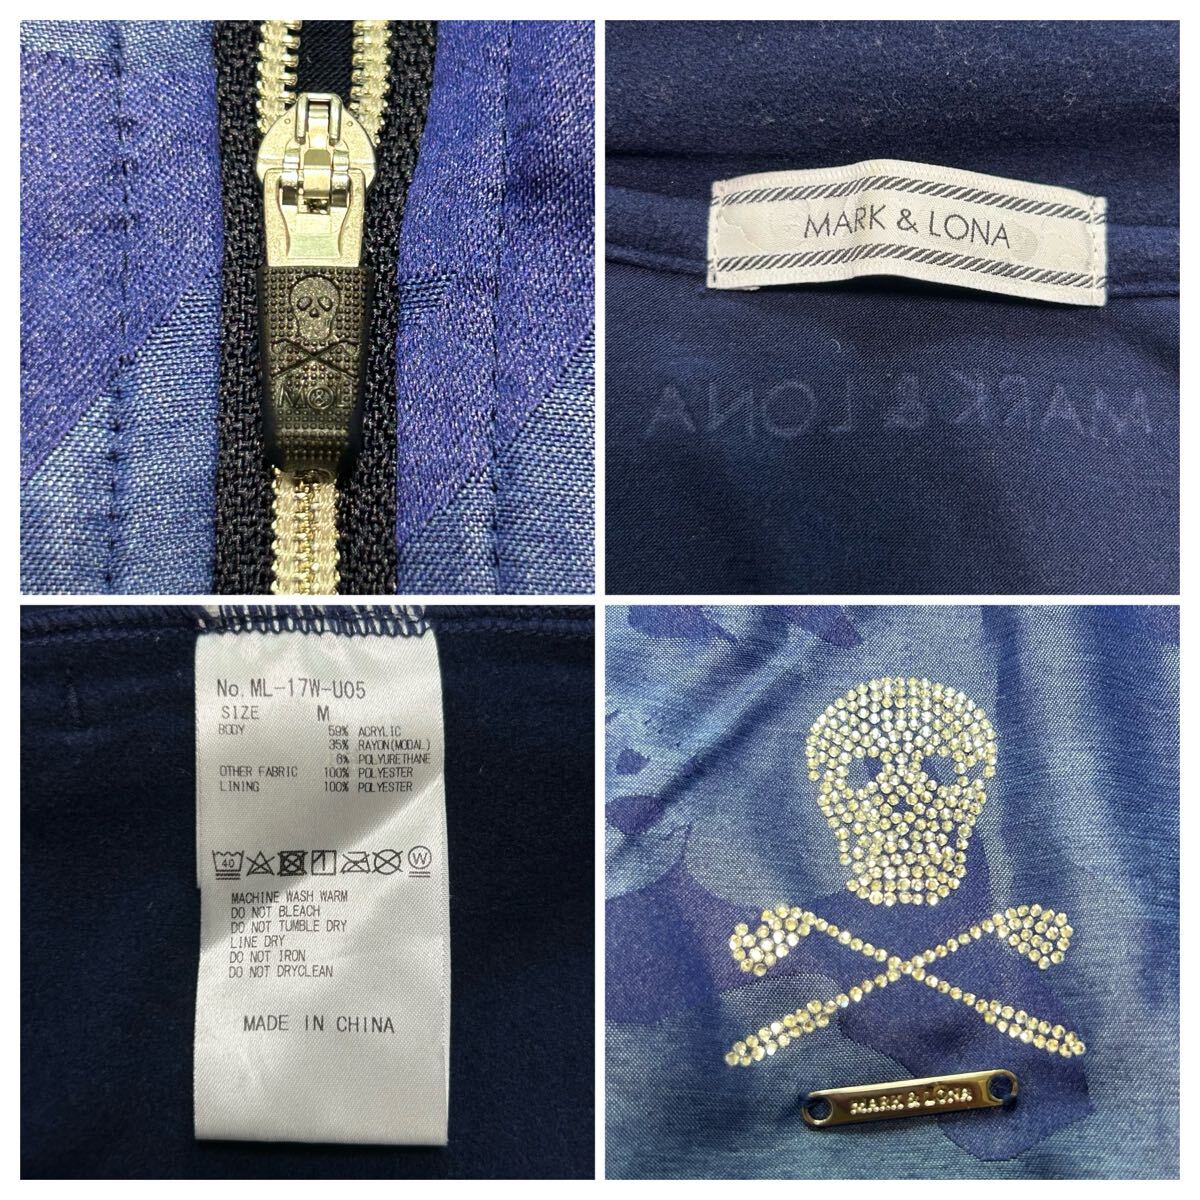 M&L
MARK & LONA
MARK & LONA
No. ML-17W-U05
SIZE M
BODY 59% ACRYLIC
35% RAYON(MODAL)
6% POLYURETHANE
OTHER FABRIC 100% POLYESTER
LINING 100% POLYESTER
40 W
MACHINE WASH WARM
DO NOT BLEACH
DO NOT TUMBLE DRY
LINE DRY
DO NOT IRON
DO NOT DRYCLEAN
MADE IN CHINA
MARK & LONA